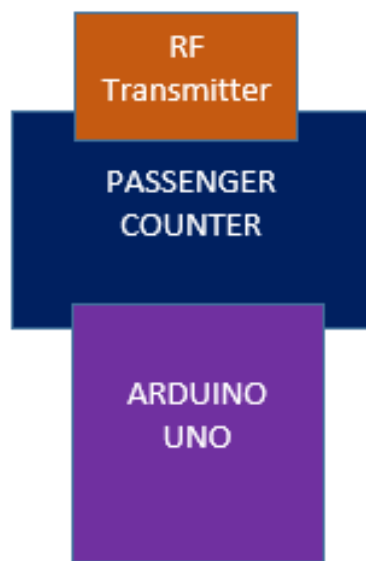 RF
Transmitter
PASSENGER
COUNTER
ARDUINO
UNO